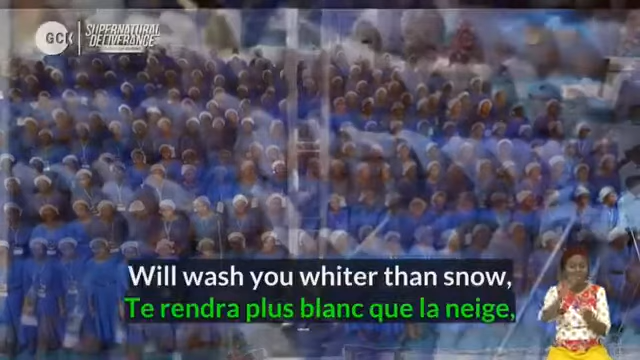 GCK
SUPERNATURAL
DELIVERANCE
Will wash you whiter than snow,
Te rendra plus blanc que la neige,